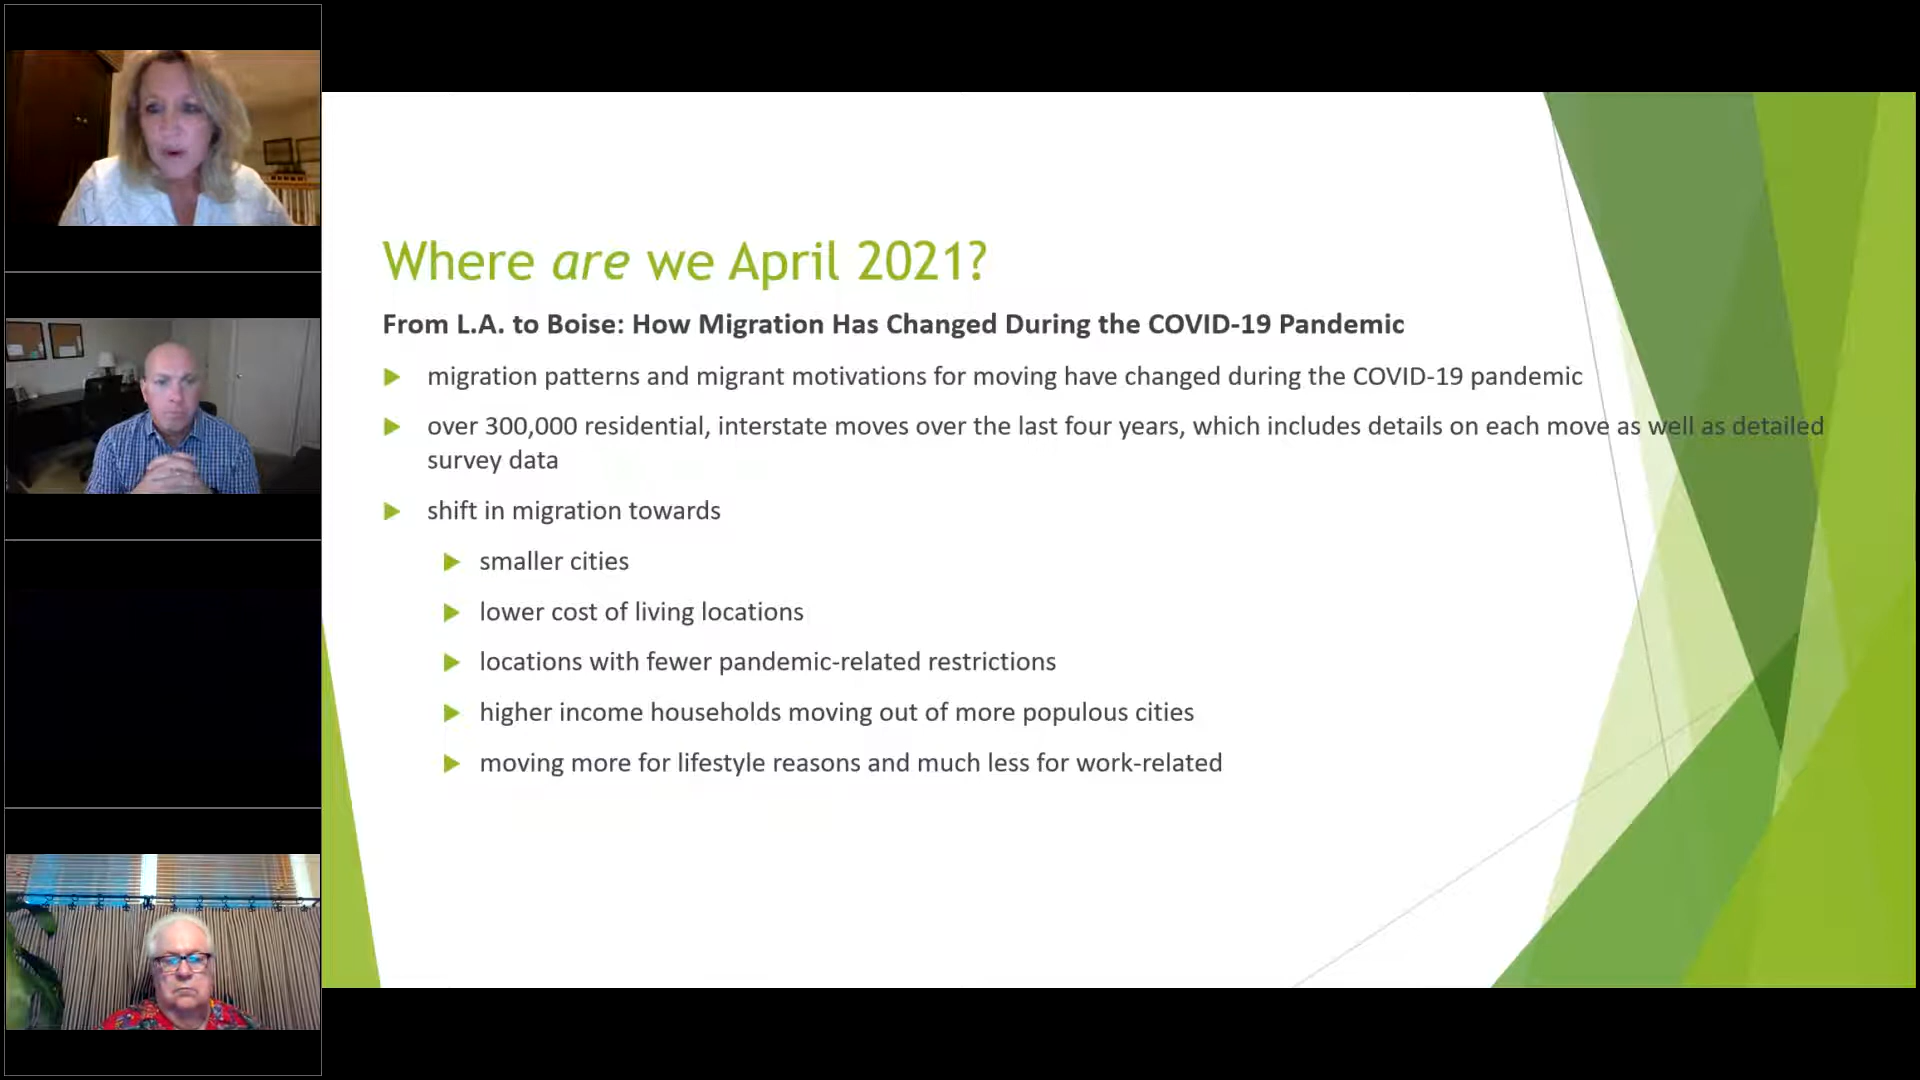 Where are we April 2021?
From L.A. to Boise: How Migration Has Changed During the COVID-19 Pandemic
migration patterns and migrant motivations for moving have changed during the COVID-19 pandemic
over 300,000 residential, interstate moves over the last four years, which includes details on each move as well as detailed
survey data
shift in migration towards
smaller cities
lower cost of living locations
locations with fewer pandemic-related restrictions
higher income households moving out of more populous cities
moving more for lifestyle reasons and much less for work-related